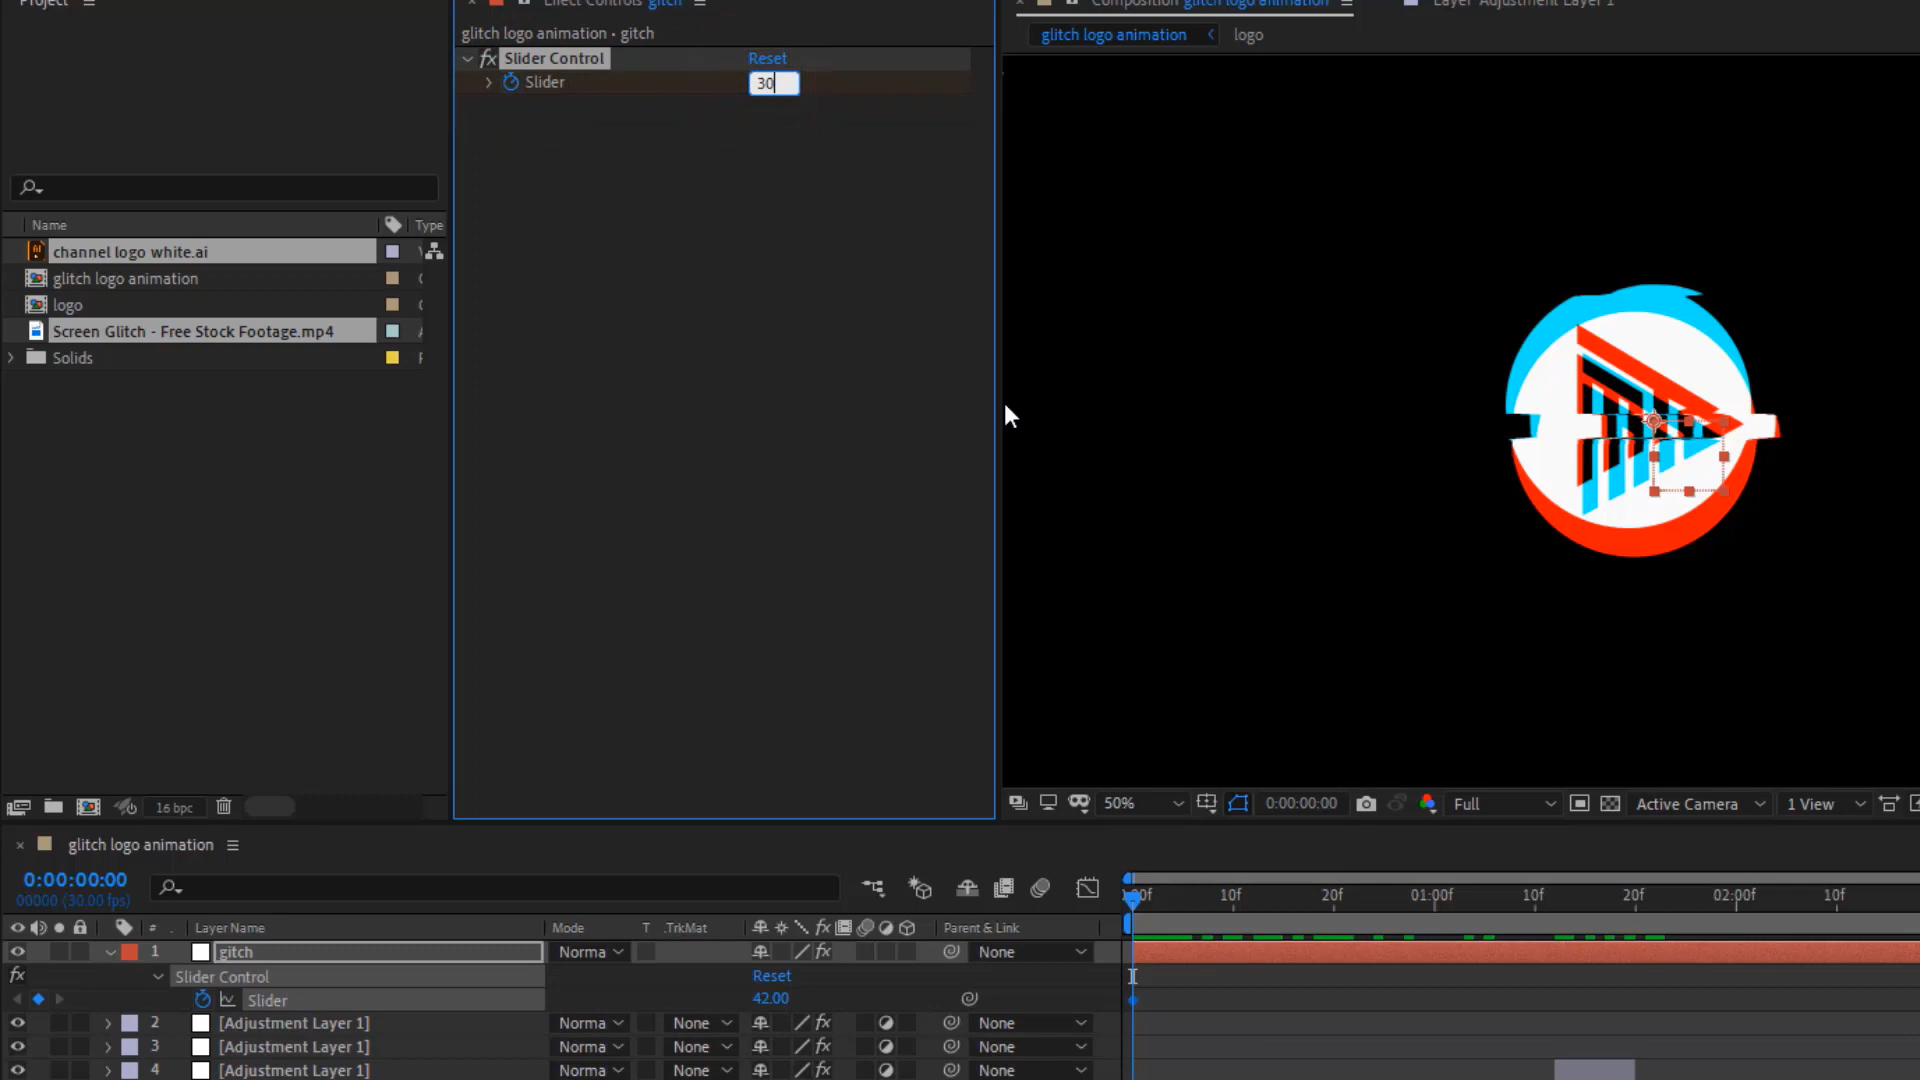 Project
Effect Controls gitch
Composition glitch logo animation
Layer Adjustment Layer 1
glitch logo animation • gitch
glitch logo animation
logo
fx Slider Control
Reset
Slider
30
Name
Type
channel logo white.ai
glitch logo animation
logo
Screen Glitch - Free Stock Footage.mp4
Solids
16 bpc
50%
0:00:00:00
Full
Active Camera
1 View
glitch logo animation
0:00:00:00
00000 (30.00 fps)
10f
20f
01:00f
10f
20f
02:00f
10f
#
Layer Name
Mode
T
.TrkMat
Parent & Link
1
gitch
Norma
None
fx
Slider Control
Reset
Slider
42.00
2
[Adjustment Layer 1]
Norma
None
None
3
[Adjustment Layer 1]
Norma
None
None
4
[Adjustment Layer 1]
Norma
None
None